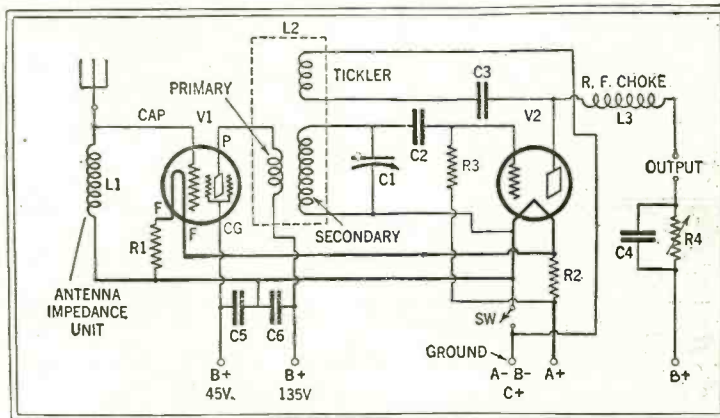 L2
TICKLER
C3
R. F. CHOKE
L3
PRIMARY
CAP
V1
P
V2
C2
R3
C1
L1
OUTPUT
F
F
CG
R1
SECONDARY
C4
R4
R2
ANTENNA
IMPEDANCE
UNIT
C5
C6
SW
GROUND
B+
45V.
B+
135V
A- B-
C+
A+
B+